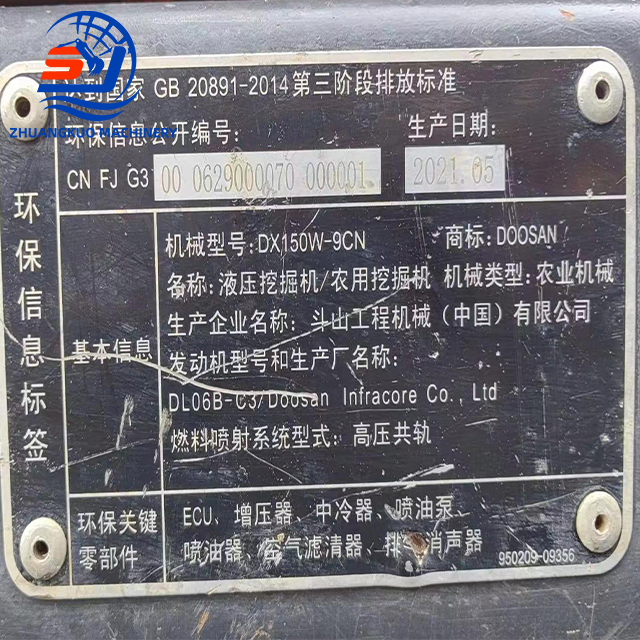 ZHUANGKUO MACHINERY
达到国家 GB 20891-2014第三阶段排放标准
环保信息公开编号:
生产日期:
CN FJ G3 00 0629000070 000001
2021.05
环保信息标签
基本信息
机械型号: DX150W-9CN
商标: DOOSAN
名称: 液压挖掘机/农用挖掘机 机械类型: 农业机械
生产企业名称: 斗山工程机械(中国)有限公司
发动机型号和生产厂名称:
DL06B-C3/Doosan Infracore Co., Ltd
燃料喷射系统型式: 高压共轨
环保关键
零部件
ECU、增压器、中冷器、喷油泵、
喷油器、空气滤清器、排气消声器
950209-09356